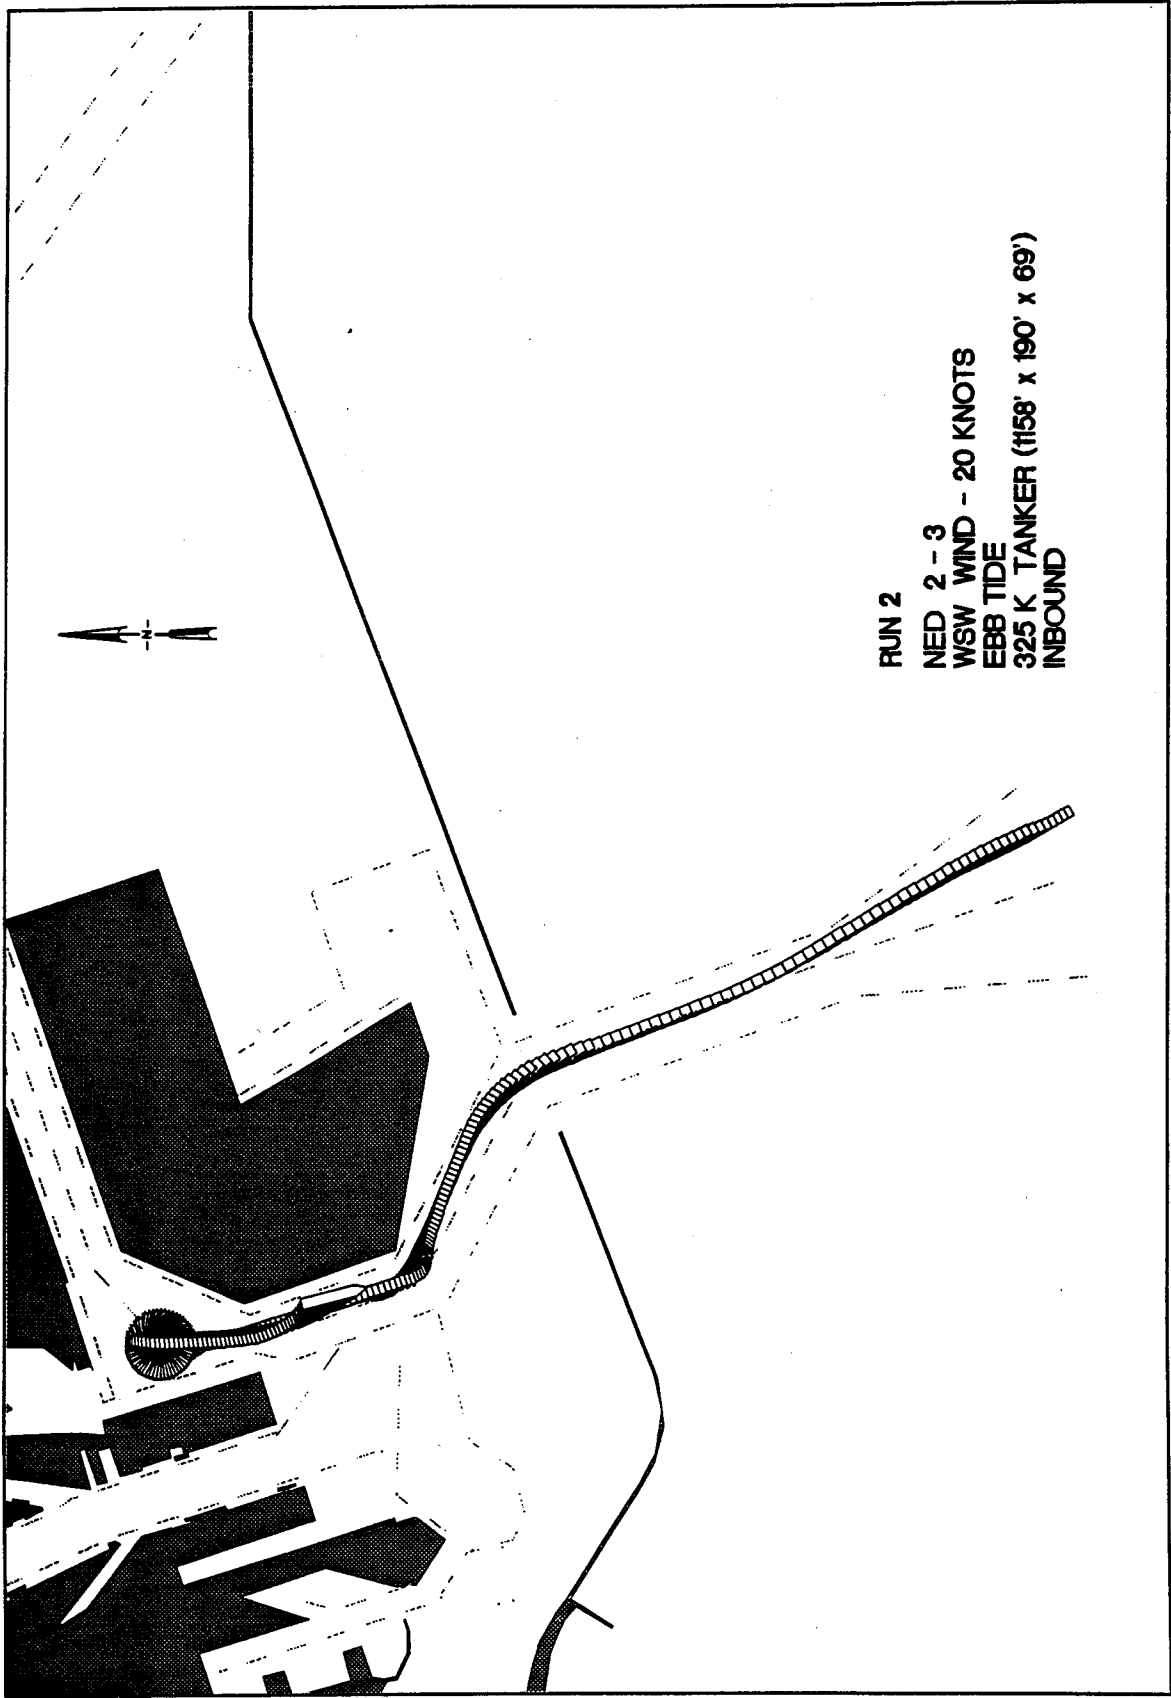 N
RUN 2
NED 2 - 3
WSW WIND - 20 KNOTS
EBB TIDE
325 K TANKER (1158' x 190' x 69')
INBOUND